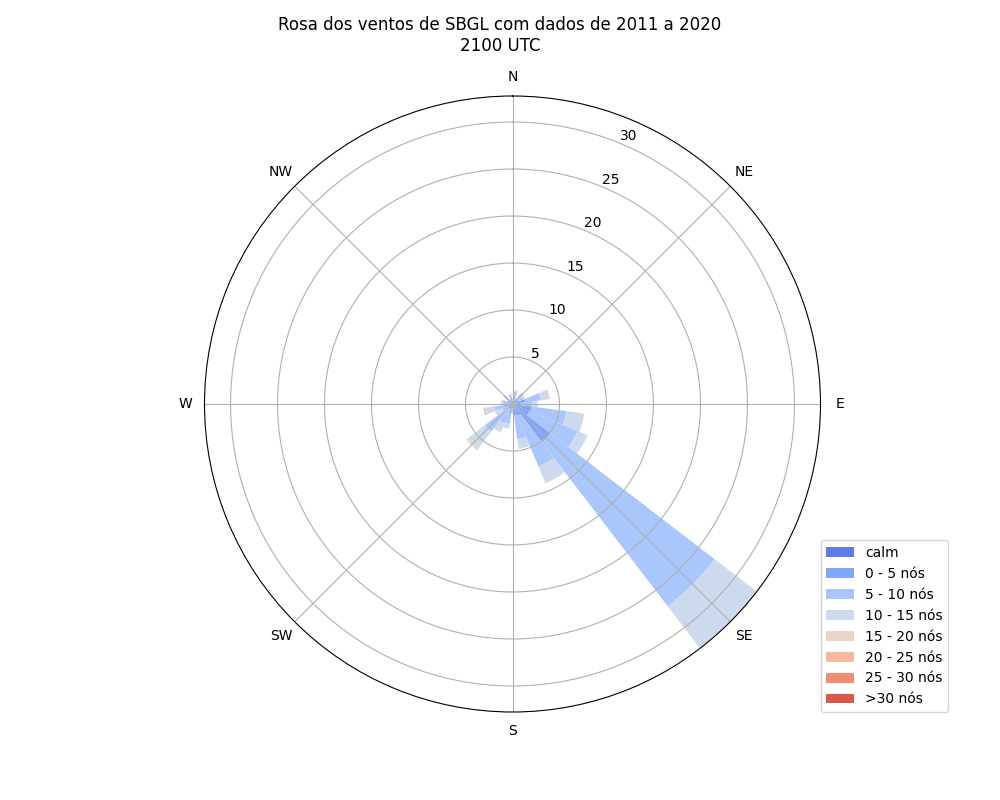 Rosa dos ventos de SBGL com dados de 2011 a 2020
2100 UTC
N
NW
NE
30
25
20
15
10
5
W
E
SW
SE
S
calm
0 - 5 nós
5 - 10 nós
10 - 15 nós
15 - 20 nós
20 - 25 nós
25 - 30 nós
>30 nós